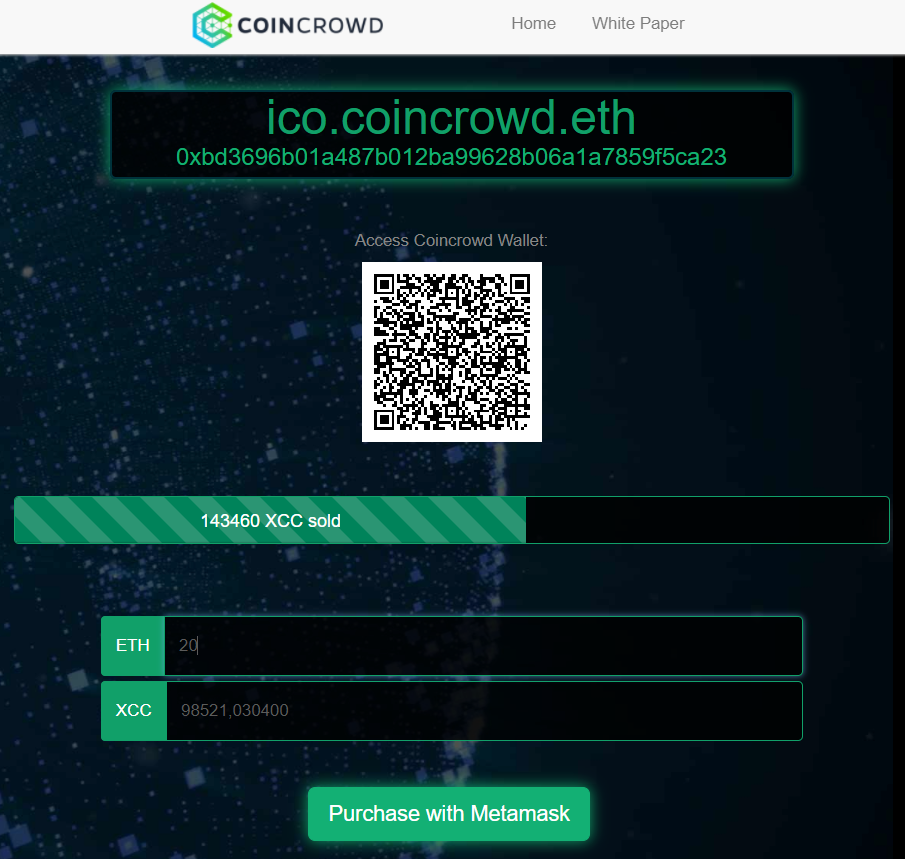 COINCROWD
Home
White Paper
ico.coincrowd.eth
0xbd3696b01a487b012ba99628b06a1a7859f5ca23
Access Coincrowd Wallet:
143460 XCC sold
ETH 20
XCC 98521,030400
Purchase with Metamask